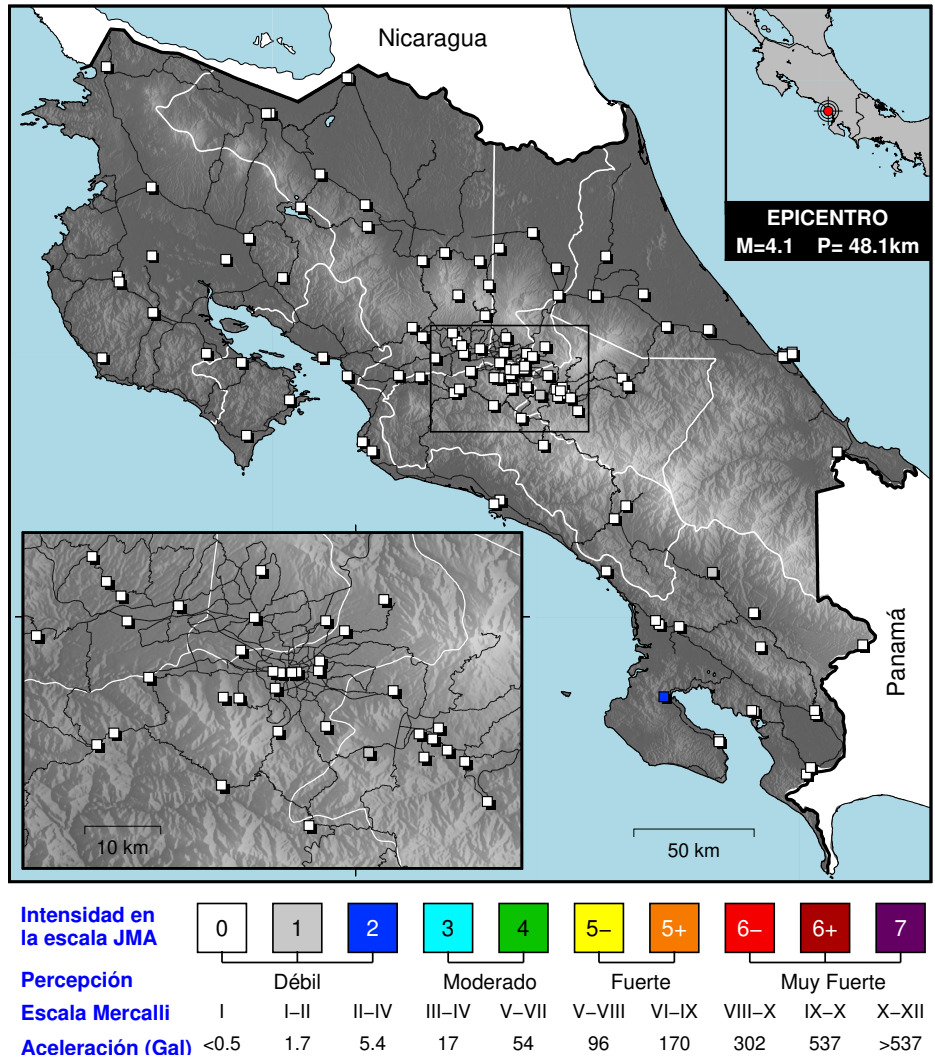 Nicaragua
EPICENTRO
M=4.1 P= 48.1km
Panamá
10 km
50 km
Intensidad en
la escala JMA
0 1 2 3 4 5− 5+ 6− 6+ 7
Percepción Débil Moderado Fuerte Muy Fuerte
Escala Mercalli I I−II II−IV III−IV V−VII V−VIII VI−IX VIII−X IX−X X−XII
Aceleración (Gal) <0.5 1.7 5.4 17 54 96 170 302 537 >537